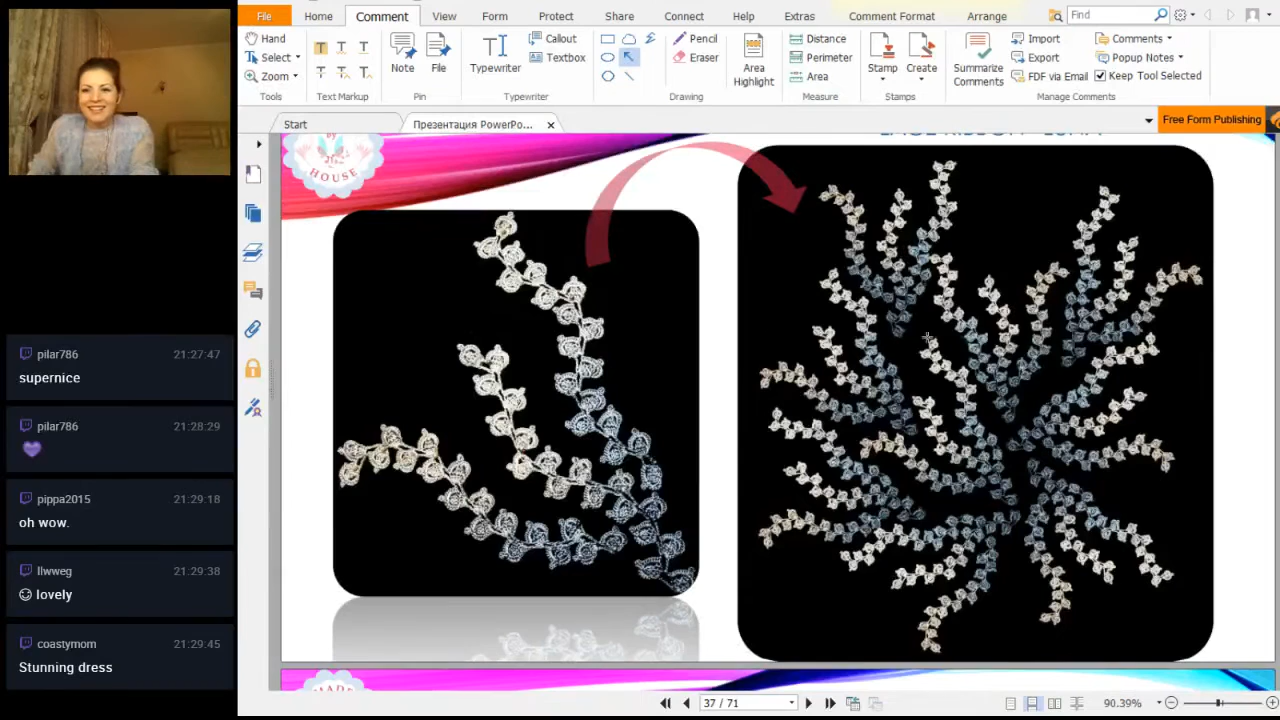 File
Home
Comment
View
Form
Protect
Share
Connect
Help
Extras
Comment Format
Arrange
Find
Hand
Select
Zoom
Tools
T T T
T T T
Text Markup
Note
File
Pin
Typewriter
Callout
Textbox
Typewriter
Pencil
Eraser
Area
Highlight
Drawing
Distance
Perimeter
Area
Measure
Stamp
Create
Stamps
Summarize
Comments
Import
Export
FDF via Email
Comments
Popup Notes
Keep Tool Selected
Manage Comments
Start
Презентация PowerPo...
Free Form Publishing
by
HOUSE
MADE
pilar786 21:27:47
supernice
pilar786 21:28:29
pippa2015 21:29:18
oh wow.
llwweg 21:29:38
☺ lovely
coastymom 21:29:45
Stunning dress
37 / 71
90.39%